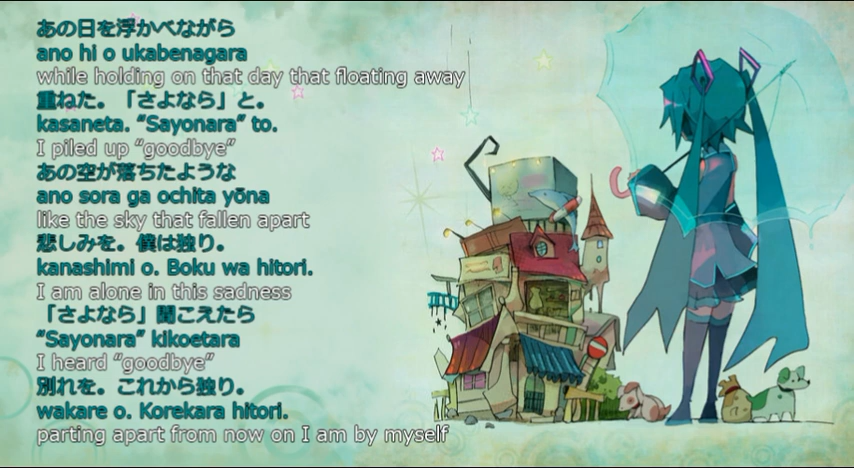 あの日を浮かべながら
ano hi o ukabenagara
while holding on that day that floating away
重ねた。「さよなら」と。
kasaneta. “Sayonara” to.
I piled up “goodbye”
あの空が落ちたような
ano sora ga ochita yōna
like the sky that fallen apart
悲しみを。僕は独り。
kanashimi o. Boku wa hitori.
I am alone in this sadness
「さよなら」聞こえたら
“Sayonara” kikoetara
I heard “goodbye”
別れを。これから独り。
wakare o. Korekara hitori.
parting apart from now on I am by myself